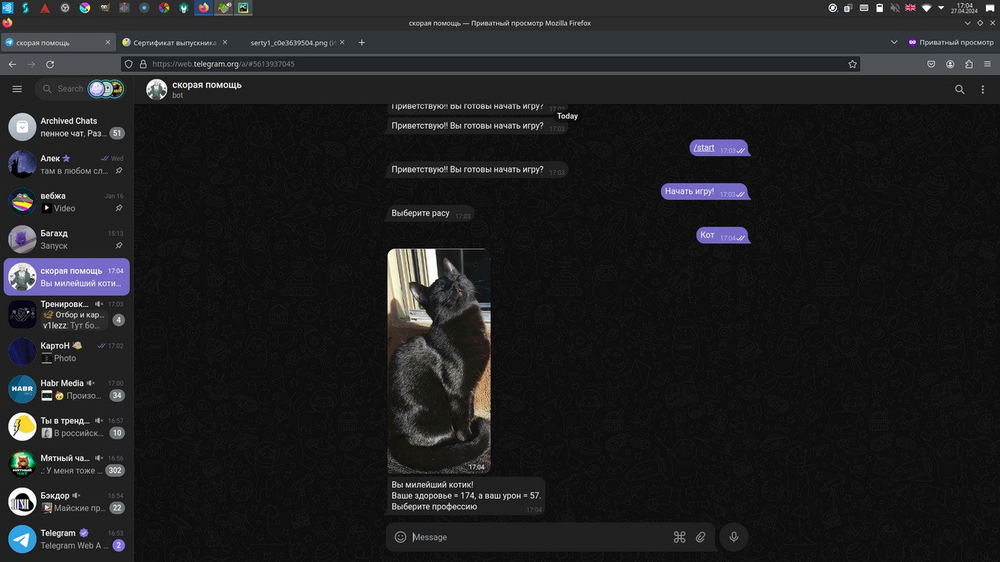 17:04
27.04.2024
скорая помощь — Приватный просмотр Mozilla Firefox
скорая помощь
Сертификат выпускника
serty1_c0e3639504.png (И
Приватный просмотр
https://web.telegram.org/a/#5613937045
Search
скорая помощь
bot
Archived Chats
пенное чат, Раз...
51
Алек
Wed
там в любом сл...
вебжа
Jan 16
Video
Багахд
15:13
Запуск
скорая помощь
17:04
Вы милейший коти...
Тренировк...
17:03
Отбор и кар...
v1lezz: Тут бо...
4
КартоН
17:02
Photo
HABR
Habr Media
17:00
Произо...
34
Ты в тренд...
16:57
В российск...
10
МЯТНЫЙ ЧАТ
Мятный ча...
16:56
.: У меня тоже ...
302
Бэкдор
16:54
Майские пр...
22
Telegram
16:53
Telegram Web A ...
2
Приветствую!! Вы готовы начать игру?
17:03
Today
Приветствую!! Вы готовы начать игру?
17:03
/start
17:03
Приветствую!! Вы готовы начать игру?
17:03
Начать игру!
17:03
Выберите расу
17:03
Кот
17:04
17:04
Вы милейший котик!
Ваше здоровье = 174, а ваш урон = 57.
Выберите профессию
17:04
Message